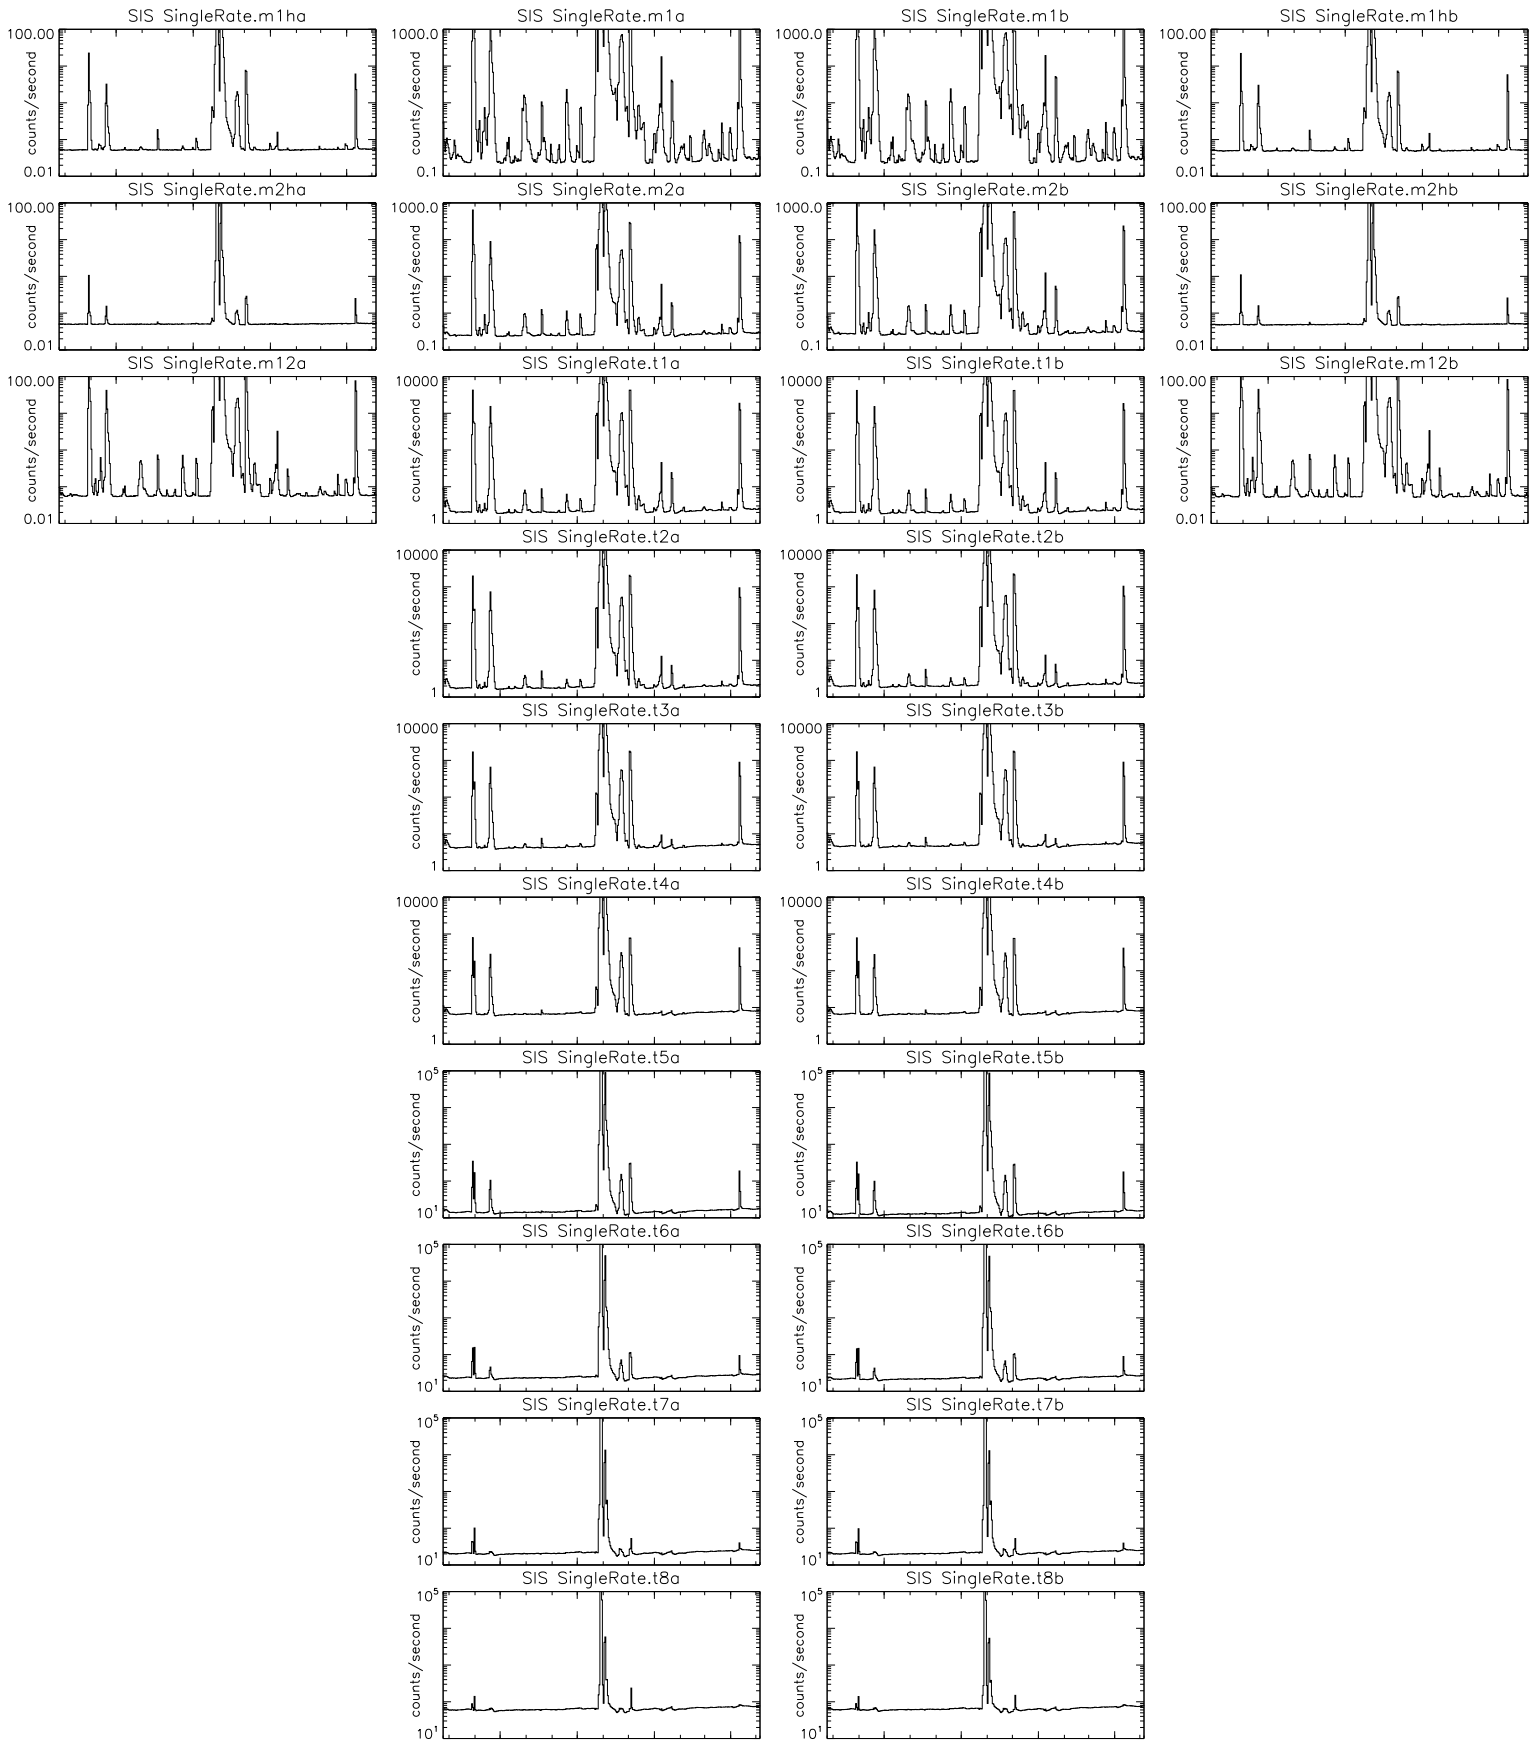 SIS SingleRate.m1ha
100.00
counts/second
0.01
SIS SingleRate.m1a
1000.0
counts/second
0.1
SIS SingleRate.m1b
1000.0
counts/second
0.1
SIS SingleRate.m1hb
100.00
counts/second
0.01
SIS SingleRate.m2ha
100.00
counts/second
0.01
SIS SingleRate.m2a
1000.0
counts/second
0.1
SIS SingleRate.m2b
1000.0
counts/second
0.1
SIS SingleRate.m2hb
100.00
counts/second
0.01
SIS SingleRate.m12a
100.00
counts/second
0.01
SIS SingleRate.t1a
10000
counts/second
1
SIS SingleRate.t1b
10000
counts/second
1
SIS SingleRate.m12b
100.00
counts/second
0.01
SIS SingleRate.t2a
10000
counts/second
1
SIS SingleRate.t2b
10000
counts/second
1
SIS SingleRate.t3a
10000
counts/second
1
SIS SingleRate.t3b
10000
counts/second
1
SIS SingleRate.t4a
10000
counts/second
1
SIS SingleRate.t4b
10000
counts/second
1
SIS SingleRate.t5a
10⁵
counts/second
10¹
SIS SingleRate.t5b
10⁵
counts/second
10¹
SIS SingleRate.t6a
10⁵
counts/second
10¹
SIS SingleRate.t6b
10⁵
counts/second
10¹
SIS SingleRate.t7a
10⁵
counts/second
10¹
SIS SingleRate.t7b
10⁵
counts/second
10¹
SIS SingleRate.t8a
10⁵
counts/second
10¹
SIS SingleRate.t8b
10⁵
counts/second
10¹